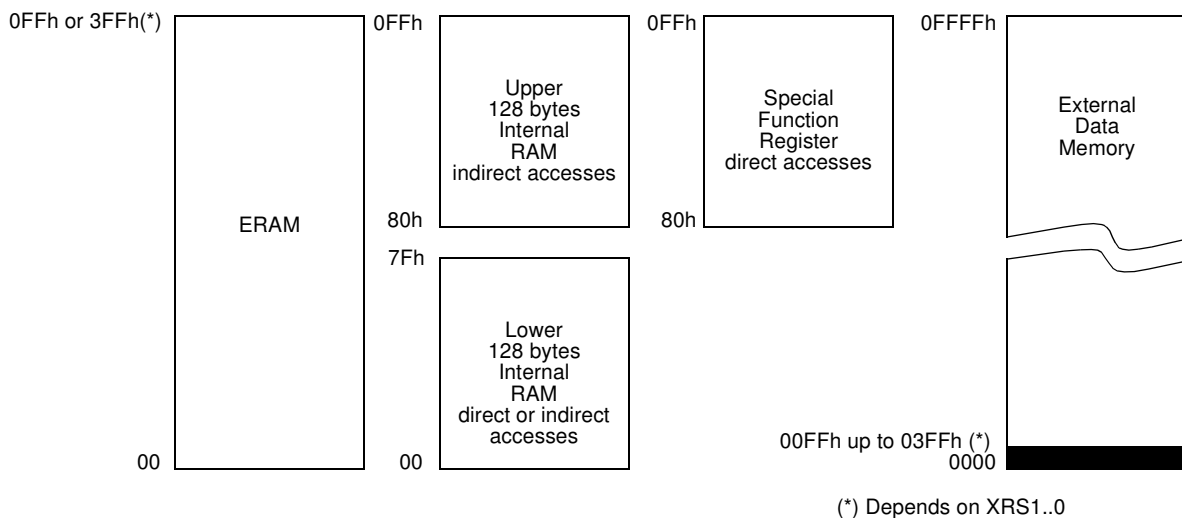 0FFh or 3FFh(*)
ERAM
00
0FFh
Upper
128 bytes
Internal
RAM
indirect accesses
80h
7Fh
Lower
128 bytes
Internal
RAM
direct or indirect
accesses
00
0FFh
Special
Function
Register
direct accesses
80h
0FFFFh
External
Data
Memory
00FFh up to 03FFh (*)
0000
(*) Depends on XRS1..0